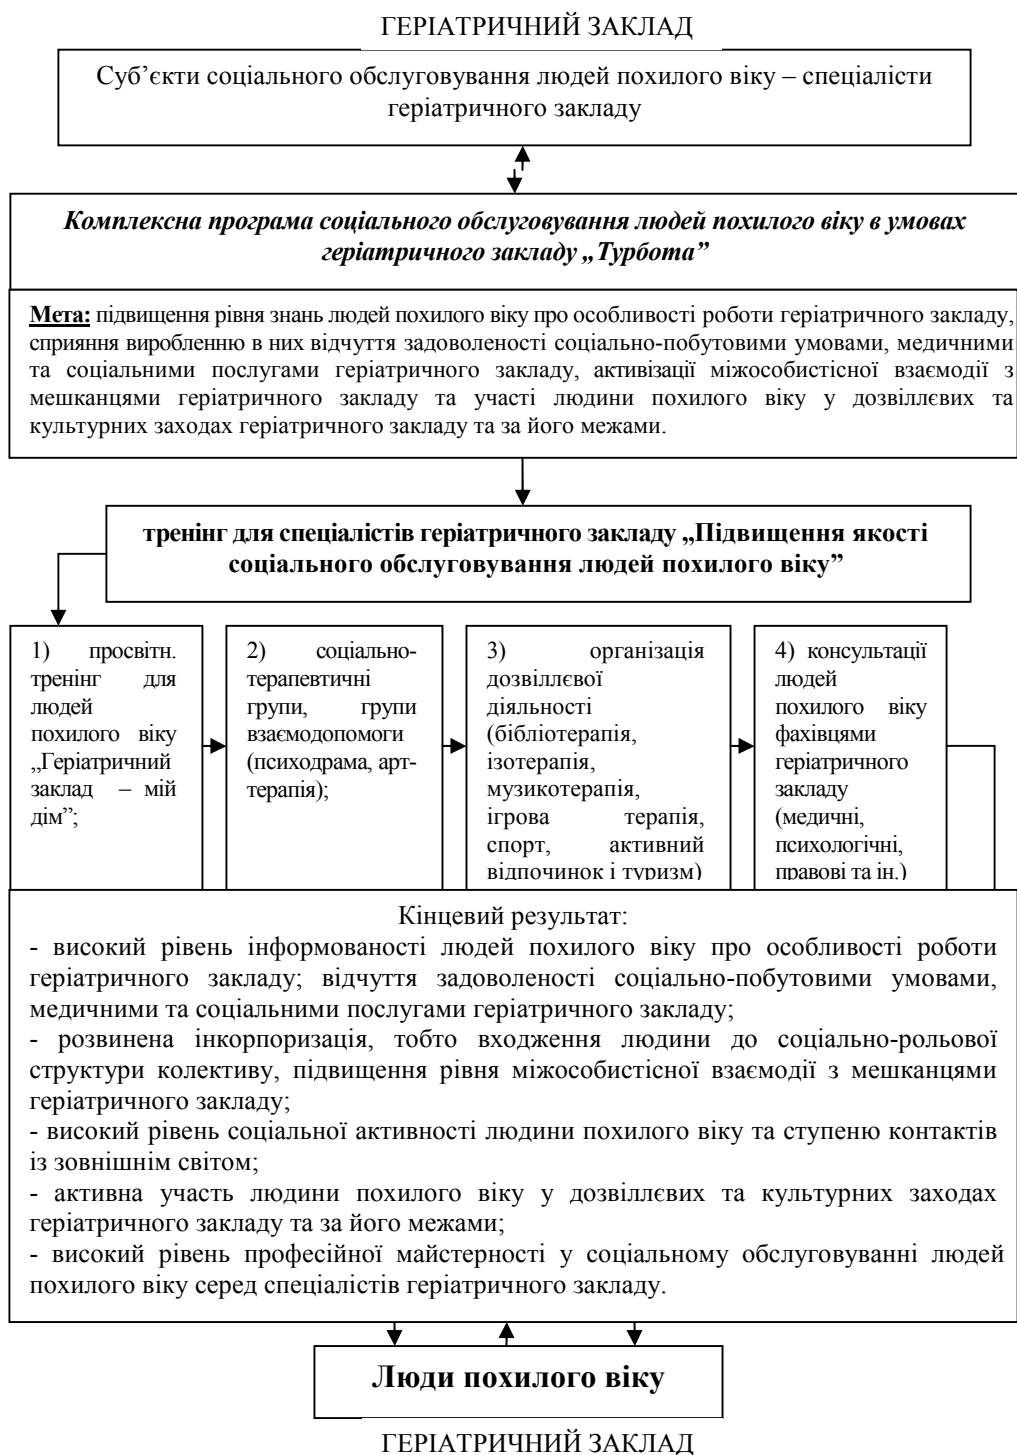 ГЕРІАТРИЧНИЙ ЗАКЛАД
Суб’єкти соціального обслуговування людей похилого віку – спеціалісти
геріатричного закладу
Комплексна програма соціального обслуговування людей похилого віку в умовах
геріатричного закладу „Турбота”
Мета: підвищення рівня знань людей похилого віку про особливості роботи геріатричного закладу,
сприяння виробленню в них відчуття задоволеності соціально-побутовими умовами, медичними
та соціальними послугами геріатричного закладу, активізації міжособистісної взаємодії з
мешканцями геріатричного закладу та участі людини похилого віку у дозвіллєвих та
культурних заходах геріатричного закладу та за його межами.
тренінг для спеціалістів геріатричного закладу „Підвищення якості
соціального обслуговування людей похилого віку”
1) просвітн.
тренінг для
людей
похилого віку
„Геріатричний
заклад – мій
дім”;
2) соціально-
терапевтичні
групи, групи
взаємодопомоги
(психодрама, арт-
терапія);
3) організація
дозвіллєвої
діяльності
(бібліотерапія,
ізотерапія,
музикотерапія,
ігрова терапія,
спорт, активний
відпочинок і туризм)
4) консультації
людей
похилого віку
фахівцями
геріатричного
закладу
(медичні,
психологічні,
правові та ін.)
Кінцевий результат:
- високий рівень інформованості людей похилого віку про особливості роботи
геріатричного закладу; відчуття задоволеності соціально-побутовими умовами,
медичними та соціальними послугами геріатричного закладу;
- розвинена інкорпоризація, тобто входження людини до соціально-рольової
структури колективу, підвищення рівня міжособистісної взаємодії з мешканцями
геріатричного закладу;
- високий рівень соціальної активності людини похилого віку та ступеню контактів
із зовнішнім світом;
- активна участь людини похилого віку у дозвіллєвих та культурних заходах
геріатричного закладу та за його межами;
- високий рівень професійної майстерності у соціальному обслуговуванні людей
похилого віку серед спеціалістів геріатричного закладу.
Люди похилого віку
ГЕРІАТРИЧНИЙ ЗАКЛАД